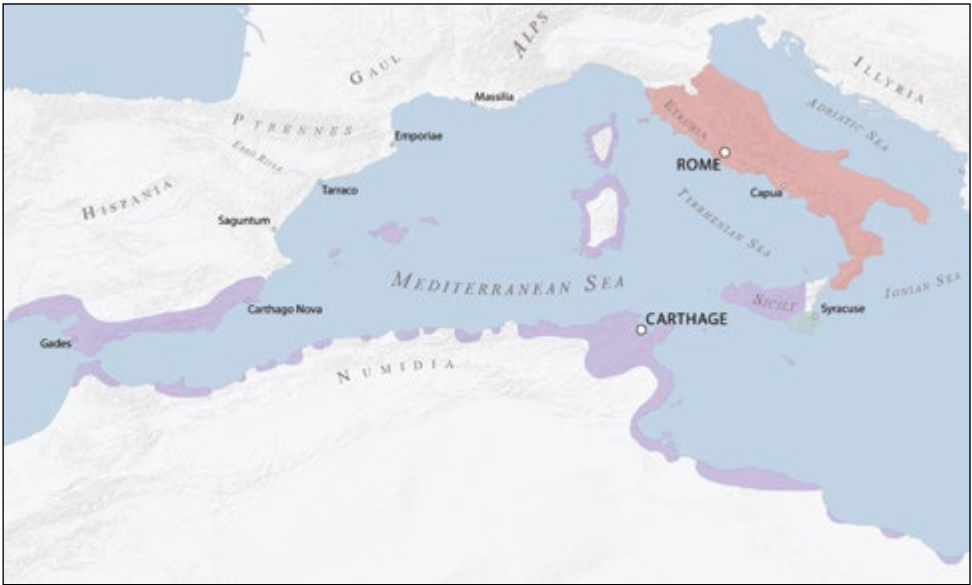 ALPS
GAUL
ILLYRIA
Massilia
ADRIATIC SEA
ETRURIA
PYRENNES
Emporiae
ROME
EBRO RIVER
HISPANIA
Tarraco
Capua
Saguntum
TYRRHENIAN SEA
MEDITERRANEAN SEA
IONIAN SEA
SICILY
Carthago Nova
Syracuse
CARTHAGE
Gades
NUMIDIA